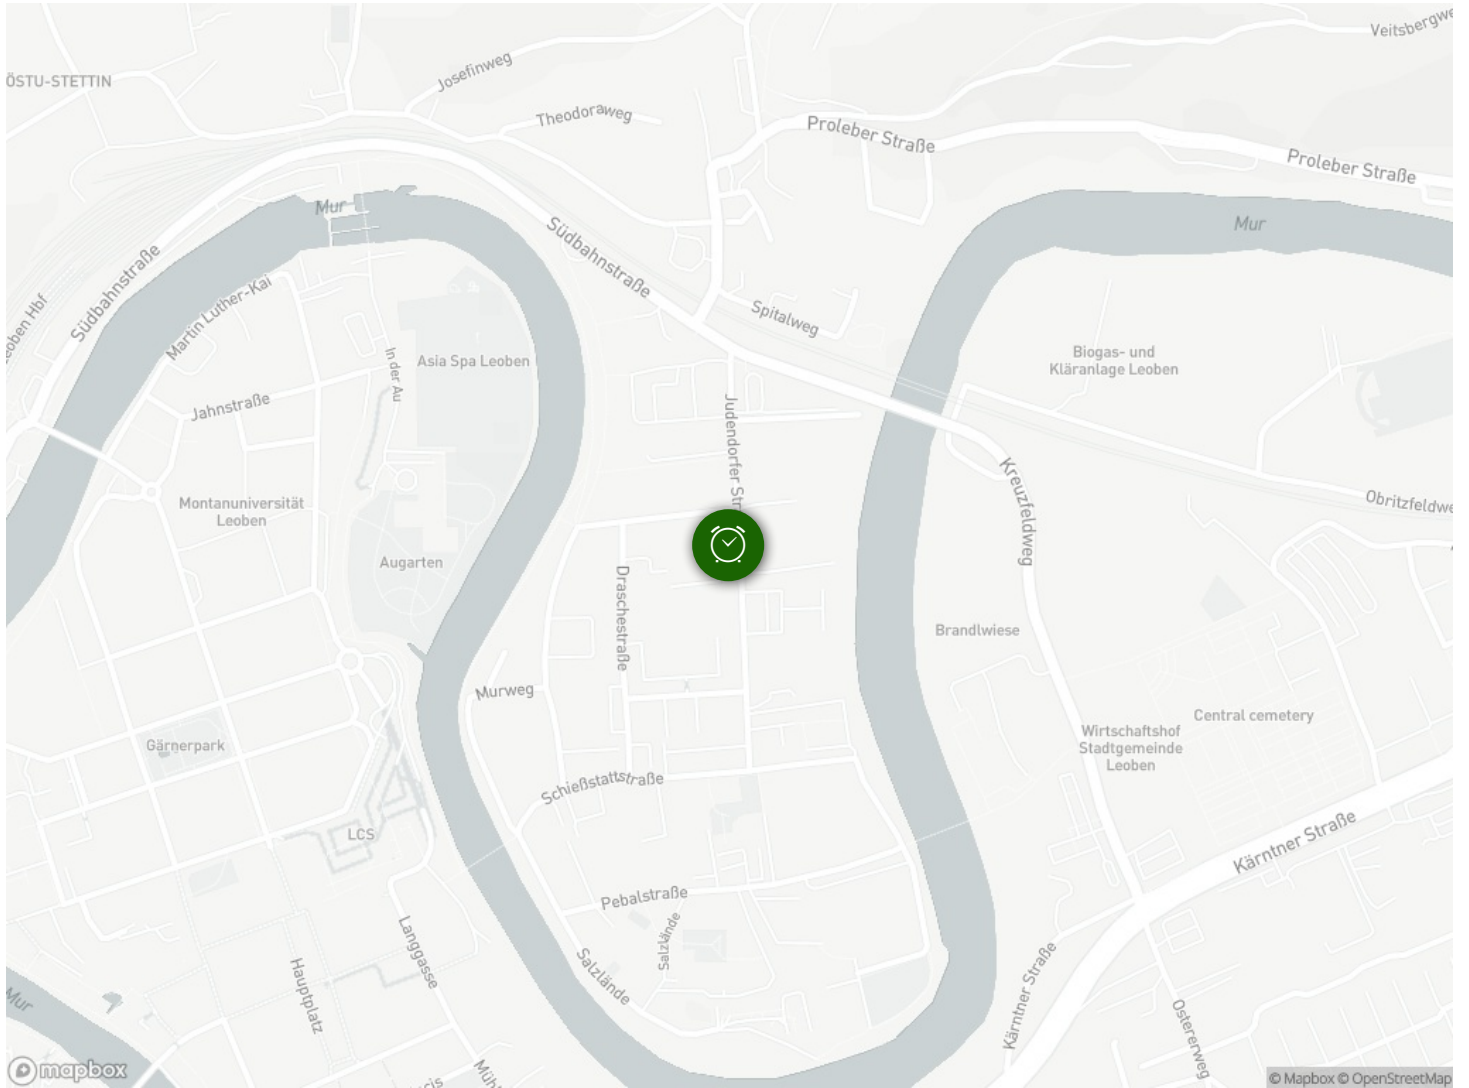 Veitsbergwe
ÖSTU-STETTIN
Josefinweg
Theodoraweg
Proleber Straße
Proleber Straße
Mur
Mur
Südbahnstraße
Südbahnstraße
Martin Luther-Kai
eoben Hbf
Spitalweg
Asia Spa Leoben
In der Au
Biogas- und
Kläranlage Leoben
Jahnstraße
Judendorfer Str
Kreuzfeldweg
Obritzfeldwe
Montanuniversität
Leoben
Augarten
Draschestraße
Brandlwiese
Murweg
Central cemetery
Gärnerpark
Wirtschaftshof
Stadtgemeinde
Leoben
Schießstattstraße
LCS
Kärntner Straße
Pebalstraße
Salzlände
Langgasse
Hauptplatz
Salzlände
Kärntner Straße
Ostererweg
Mur
mapbox
Müh
© Mapbox © OpenStreetMap